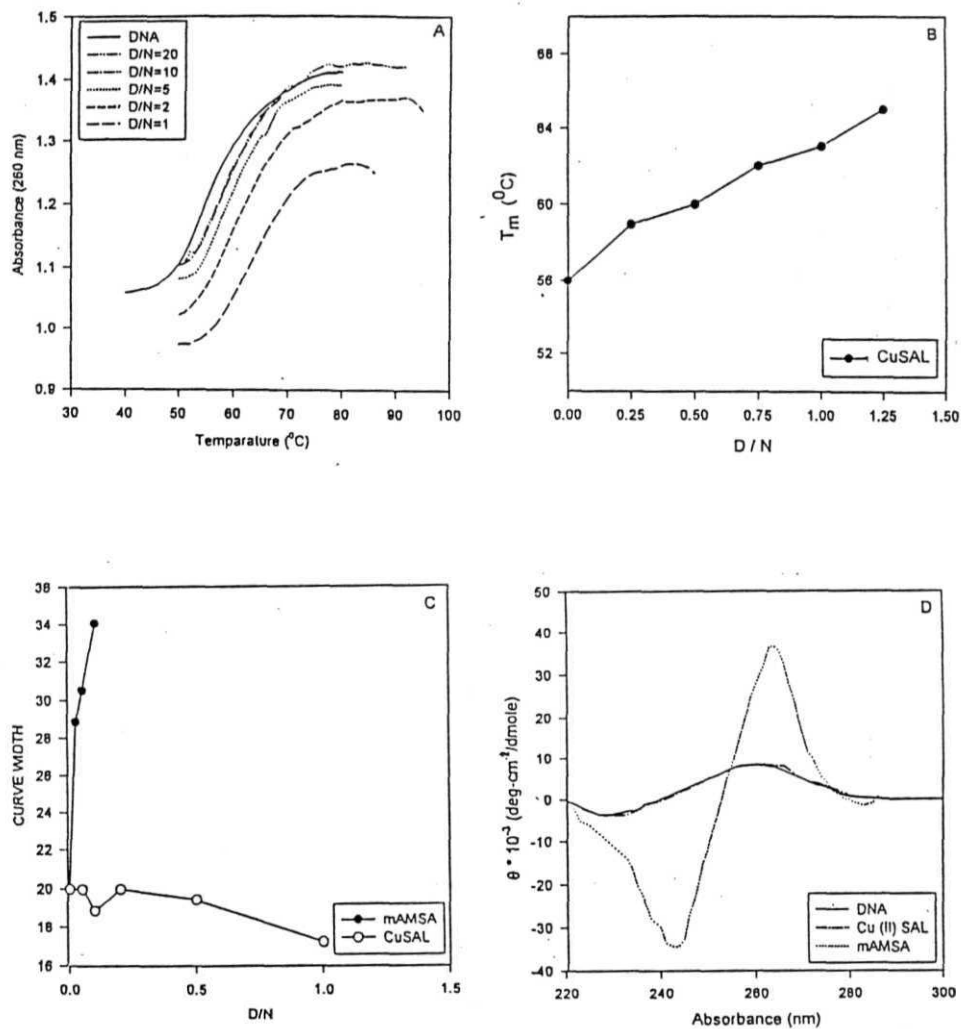 A
1.5
1.4
1.3
1.2
1.1
1.0
0.9
Absorbance (260 nm)
DNA
D/N=20
D/N=10
D/N=5
D/N=2
D/N=1
30 40 50 60 70 80 90 100
Temparature (⁰C)
B
68
64
60
56
52
Tm (⁰C)
CuSAL
0.00 0.25 0.50 0.75 1.00 1.25 1.50
D / N
C
36
34
32
30
28
26
24
22
20
18
16
CURVE WIDTH
mAMSA
CuSAL
0.0 0.5 1.0 1.5
D/N
D
50
40
30
20
10
0
-10
-20
-30
-40
θ * 10⁻³ (deg-cm⁻²/dmole)
DNA
Cu (II) SAL
mAMSA
220 240 260 280 300
Absorbance (nm)